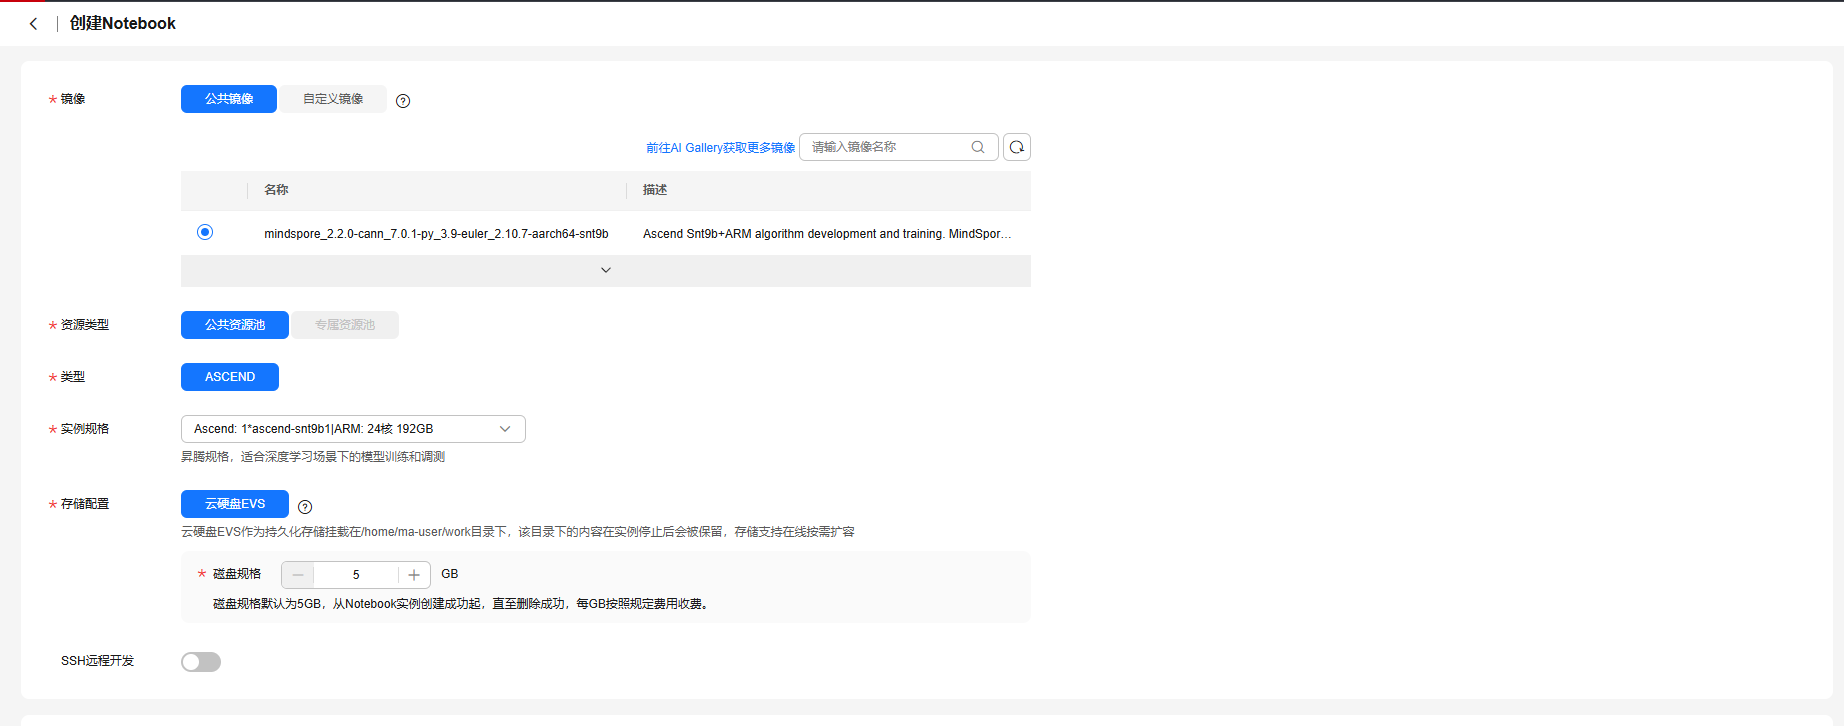 创建Notebook
* 镜像 公共镜像 自定义镜像 ?
前往AI Gallery获取更多镜像 请输入镜像名称
名称 描述
mindspore_2.2.0-cann_7.0.1-py_3.9-euler_2.10.7-aarch64-snt9b Ascend Snt9b+ARM algorithm development and training. MindSpor...
* 资源类型 公共资源池 专属资源池
* 类型 ASCEND
* 实例规格 Ascend: 1*ascend-snt9b1|ARM: 24核 192GB
昇腾规格，适合深度学习场景下的模型训练和调测
* 存储配置 云硬盘EVS ?
云硬盘EVS作为持久化存储挂载在/home/ma-user/work目录下，该目录下的内容在实例停止后会被保留，存储支持在线按需扩容
* 磁盘规格 — 5 + GB
磁盘规格默认为5GB，从Notebook实例创建成功起，直至删除成功，每GB按照规定费用收费。
SSH远程开发